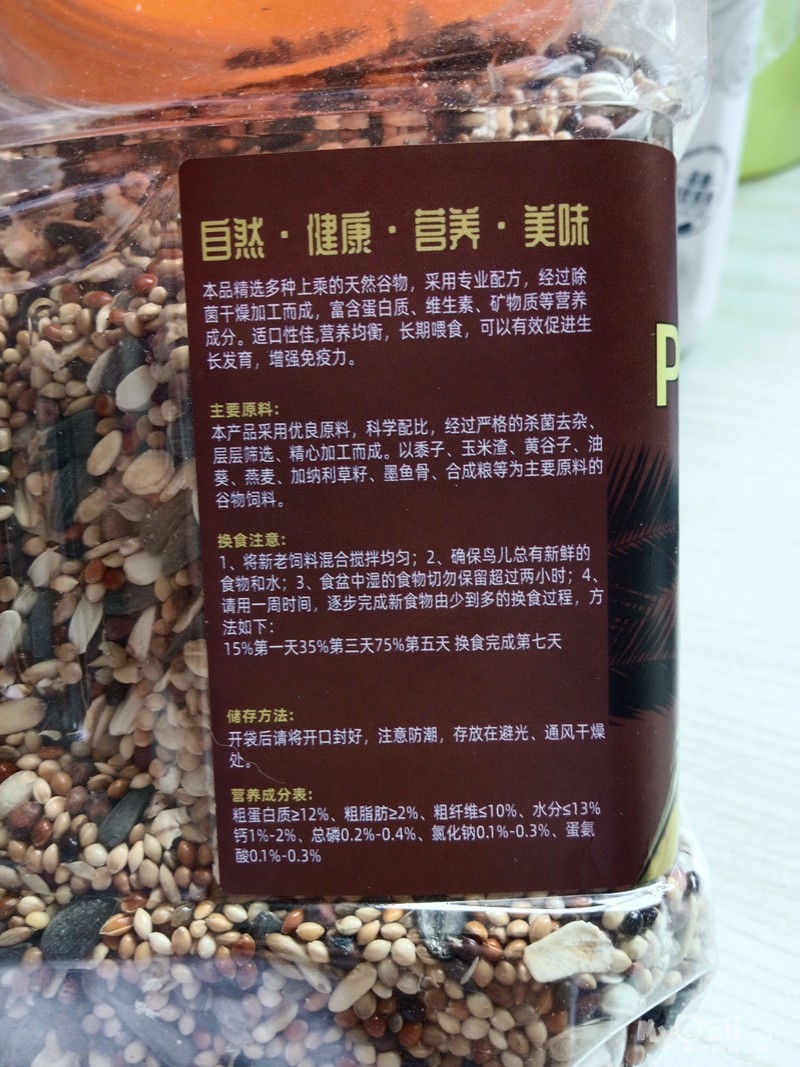 自然·健康·营养·美味
本品精选多种上乘的天然谷物，采用专业配方，经过除
菌干燥加工而成，富含蛋白质、维生素、矿物质等营养
成分。适口性佳,营养均衡，长期喂食，可以有效促进生
长发育，增强免疫力。
主要原料：
本产品采用优良原料，科学配比，经过严格的杀菌去杂、
层层筛选、精心加工而成。以黍子、玉米渣、黄谷子、油
葵、燕麦、加纳利草籽、墨鱼骨、合成粮等为主要原料的
谷物饲料。
换食注意：
1、将新老饲料混合搅拌均匀；2、确保鸟儿总有新鲜的
食物和水；3、食盆中湿的食物切勿保留超过两小时；4、
请用一周时间，逐步完成新食物由少到多的换食过程，方
法如下：
15%第一天35%第三天75%第五天 换食完成第七天
储存方法：
开袋后请将开口封好，注意防潮，存放在避光、通风干燥
处。
营养成分表：
粗蛋白质≥12%、粗脂肪≥2%、粗纤维≤10%、水分≤13%
钙1%-2%、总磷0.2%-0.4%、氯化钠0.1%-0.3%、蛋氨
酸0.1%-0.3%
P